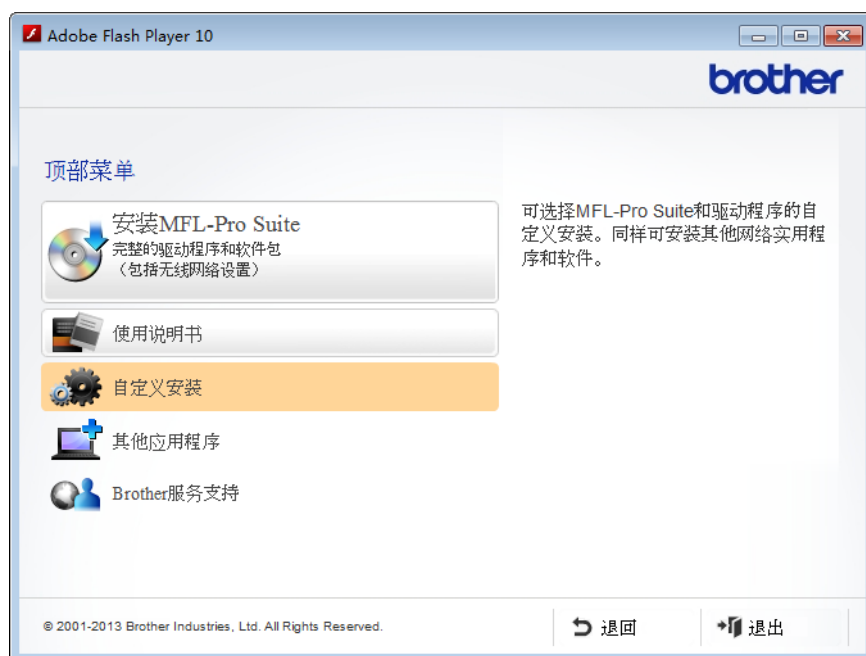 Adobe Flash Player 10
brother
顶部菜单
安装MFL-Pro Suite
完整的驱动程序和软件包
（包括无线网络设置）
可选择MFL-Pro Suite和驱动程序的自
定义安装。同样可安装其他网络实用程
序和软件。
使用说明书
自定义安装
其他应用程序
Brother服务支持
© 2001-2013 Brother Industries, Ltd. All Rights Reserved.
退回
退出